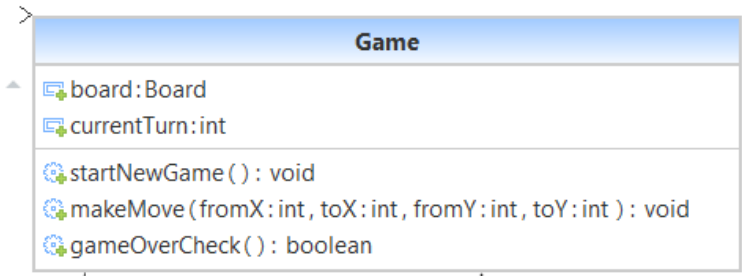 Game
board:Board
currentTurn:int
startNewGame(): void
makeMove(fromX:int, toX:int, fromY:int, toY:int ): void
gameOverCheck(): boolean